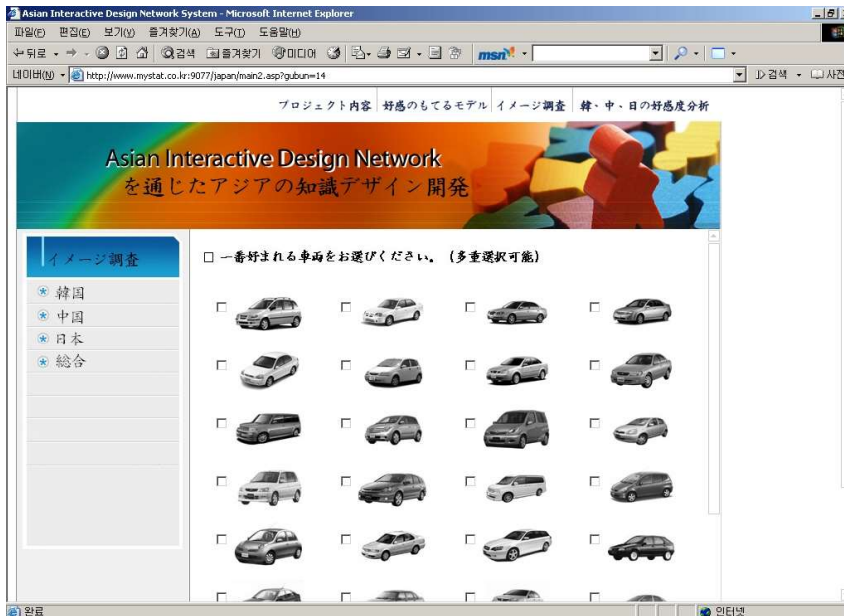 Asian Interactive Design Network System - Microsoft Internet Explorer
파일(F) 편집(E) 보기(V) 즐겨찾기(A) 도구(T) 도움말(H)
뒤로 검색 즐겨찾기 미디어 msn
네이버(N) http://www.mystat.co.kr:9077/japan/main2.asp?gubun=14 검색 사전
プロジェクト内容 好感のもてるモデル イメージ調査 韓・中・日の好感度分析
Asian Interactive Design Network
を通じたアジアの知識デザイン開発
イメージ調査
韓国
中国
日本
総合
一番好まれる車両をお選びください。(多重選択可能)
완료 인터넷